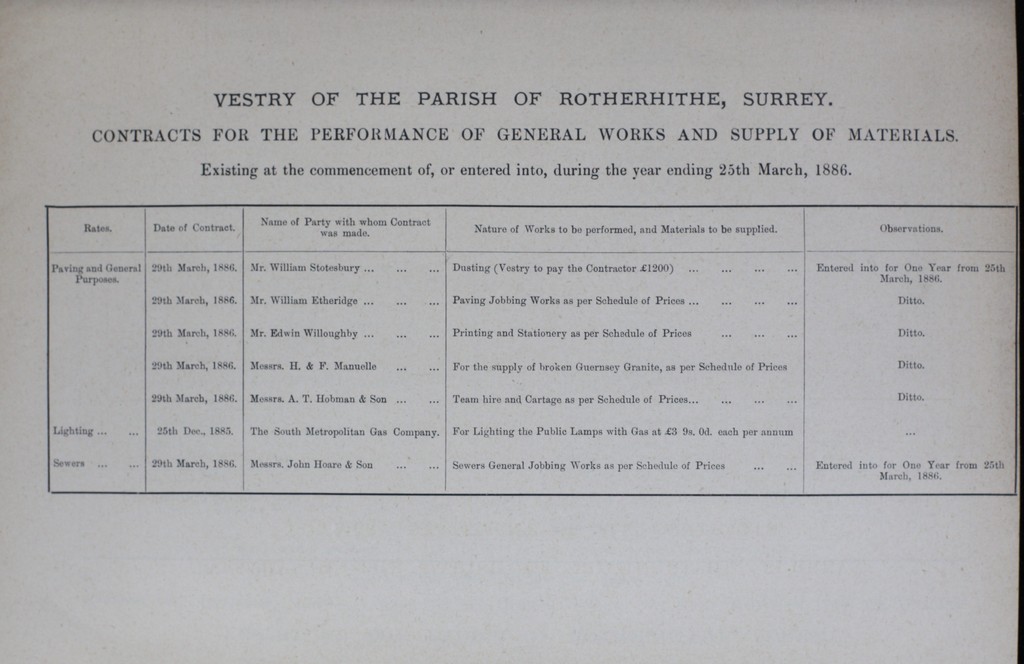 VESTRY OF THE PARISH OF ROTHERHITHE, SURREY.
CONTRACTS FOR THE PERFORMANCE OF GENERAL WORKS AND SUPPLY OF MATERIALS.
Existing at the commencement of, or entered into, during the year ending 25th March, 1886.
Rates. Date of Contract. Name of Party with whom Contract was made. Nature of Works to be performed, and Materials to be supplied. Observations.
Paving and General Purposes. 29th March, 1886. Mr. William Stotesbury ... ... ... Dusting (Vestry to pay the Contractor £1200) ... ... ... ... Entered into for One Year from 25th March, 1886.
29th March, 1886. Mr. William Etheridge ... ... ... Paving Jobbing Works as per Schedule of Prices ... ... ... ... Ditto.
29th March, 1886. Mr. Edwin Willoughby ... ... ... Printing and Stationery as per Schedule of Prices ... ... ... Ditto.
29th March, 1886. Messrs. H. & F. Manuelle ... ... For the supply of broken Guernsey Granite, as per Schedule of Prices Ditto.
29th March, 1886. Messrs. A. T. Hobman & Son ... ... Team hire and Cartage as per Schedule of Prices... ... ... ... Ditto.
Lighting ... ... 25th Dec., 1885. The South Metropolitan Gas Company. For Lighting the Public Lamps with Gas at £3 9s. 0d. each per annum ...
Sewers ... ... 29th March, 1886. Messrs. John Hoare & Son ... ... Sewers General Jobbing Works as per Schedule of Prices ... ... Entered into for One Year from 25th March, 1886.